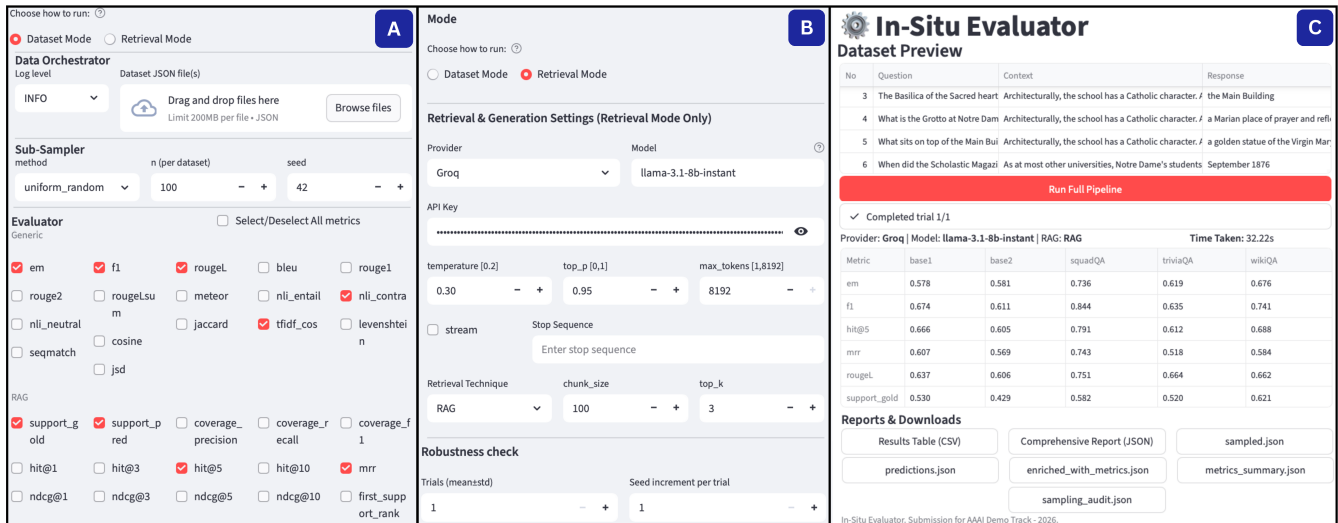 Choose how to run:
Dataset Mode Retrieval Mode
A
Data Orchestrator
Log level Dataset JSON file(s)
INFO
Drag and drop files here
Limit 200MB per file • JSON
Browse files
Sub-Sampler
method n (per dataset) seed
uniform_random 100 - + 42 - +
Evaluator Select/Deselect All metrics
Generic
em f1 rougeL bleu rouge1
rouge2 rougeLsu
m meteor nli_entail nli_contra
nli_neutral jaccard tfidf_cos levenshtei
n
cosine
seqmatch
jsd
RAG
support_g
old support_p
red coverage_
precision coverage_r
ecall coverage_f
1
hit@1 hit@3 hit@5 hit@10 mrr
ndcg@1 ndcg@3 ndcg@5 ndcg@10 first_supp
ort_rank
Mode
B
Choose how to run:
Dataset Mode Retrieval Mode
Retrieval & Generation Settings (Retrieval Mode Only)
Provider Model
Groq llama-3.1-8b-instant
API Key
temperature [0.2] top_p [0,1] max_tokens [1,8192]
0.30 - + 0.95 - + 8192 - +
stream Stop Sequence
Enter stop sequence
Retrieval Technique chunk_size top_k
RAG 100 - + 3 - +
Robustness check
Trials (mean±std) Seed increment per trial
1 - + 1 - +
In-Situ Evaluator
C
Dataset Preview
No Question Context Response
3 The Basilica of the Sacred heart Architecturally, the school has a Catholic character. A the Main Building
4 What is the Grotto at Notre Dam Architecturally, the school has a Catholic character. A a Marian place of prayer and refle
5 What sits on top of the Main Bui Architecturally, the school has a Catholic character. A a golden statue of the Virgin Mar
6 When did the Scholastic Magazi As at most other universities, Notre Dame's students September 1876
Run Full Pipeline
Completed trial 1/1
Provider: Groq | Model: llama-3.1-8b-instant | RAG: RAG Time Taken: 32.22s
Metric base1 base2 squadQA triviaQA wikiQA
em 0.578 0.581 0.736 0.619 0.676
f1 0.674 0.611 0.844 0.635 0.741
hit@5 0.666 0.605 0.791 0.612 0.688
mrr 0.607 0.569 0.743 0.518 0.584
rougeL 0.637 0.606 0.751 0.664 0.662
support_gold 0.530 0.429 0.582 0.520 0.621
Reports & Downloads
Results Table (CSV) Comprehensive Report (JSON) sampled.json
predictions.json enriched_with_metrics.json metrics_summary.json
sampling_audit.json
In-Situ Evaluator. Submission for AAAI Demo Track - 2026.